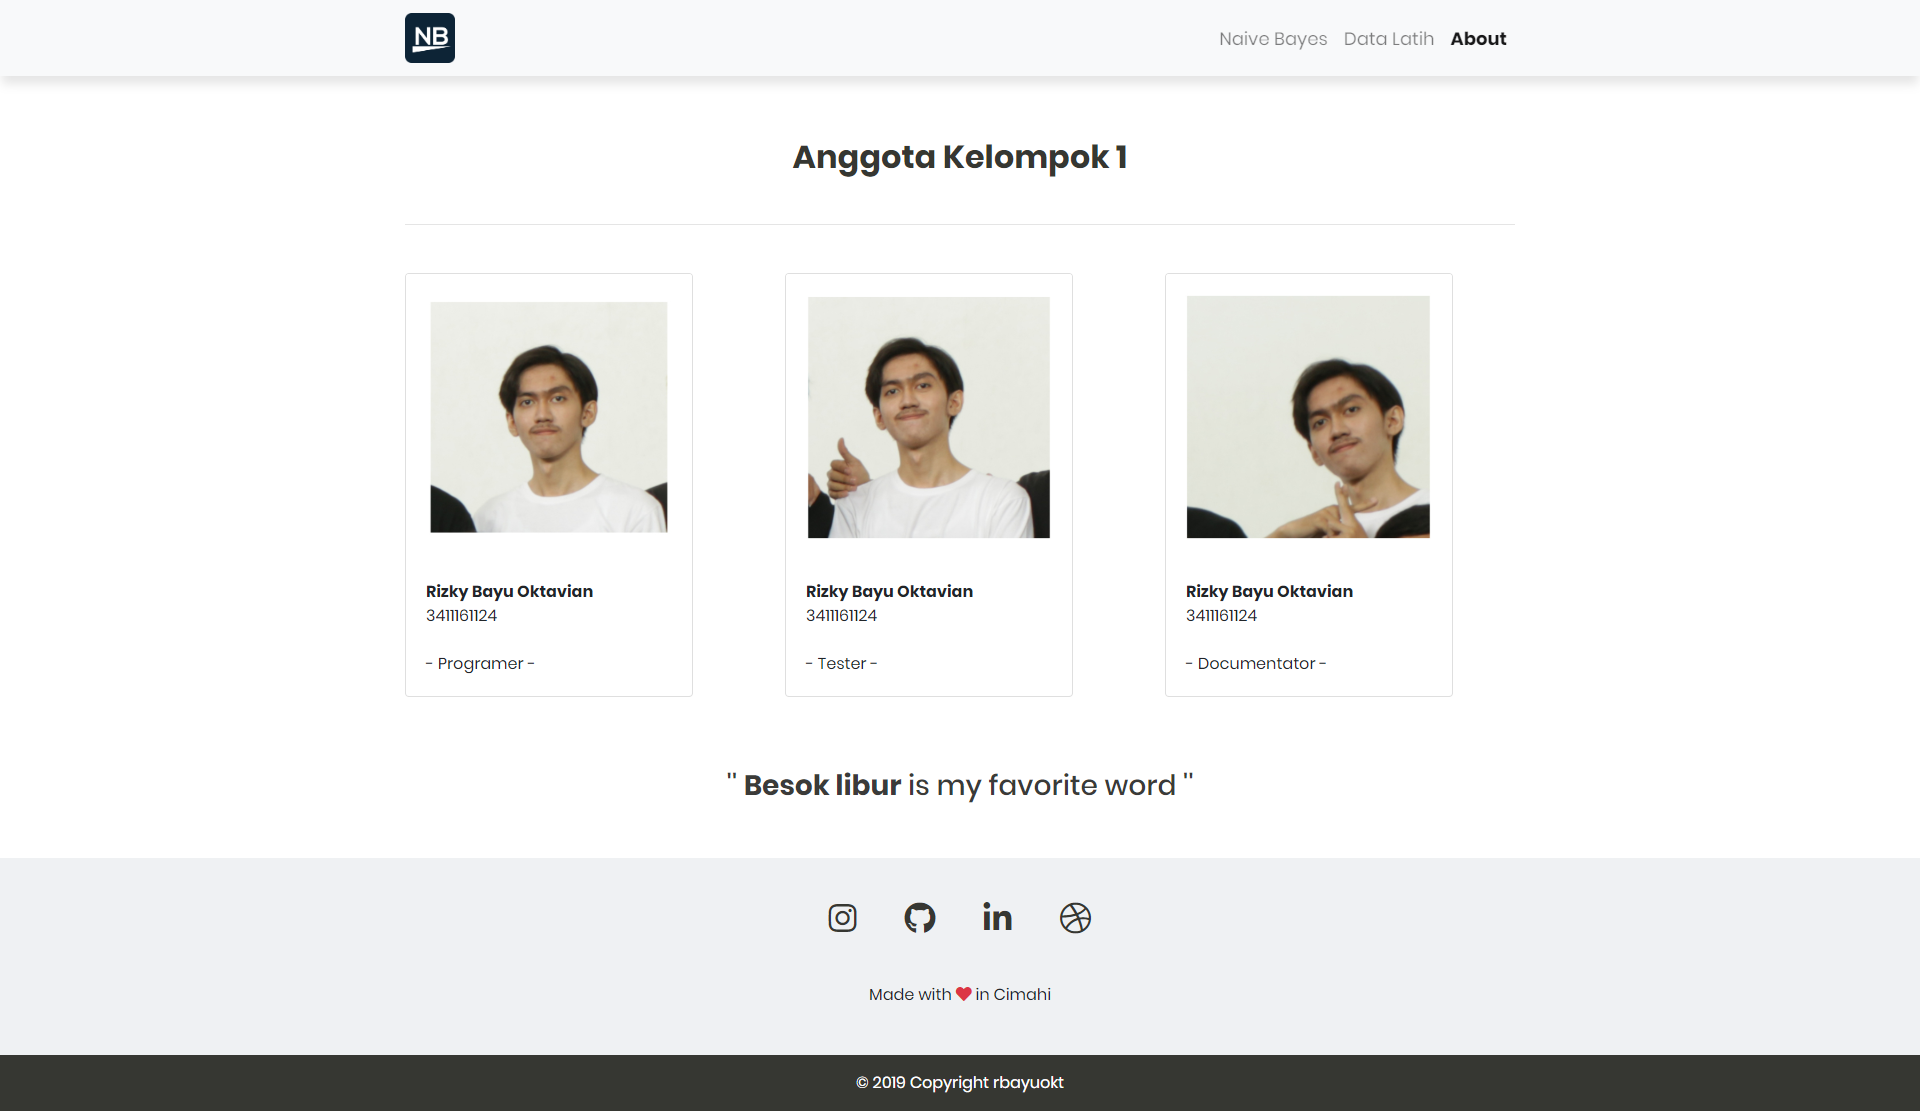 NB
Naive Bayes Data Latih About
Anggota Kelompok 1
Rizky Bayu Oktavian
3411161124
- Programer -
Rizky Bayu Oktavian
3411161124
- Tester -
Rizky Bayu Oktavian
3411161124
- Documentator -
" Besok libur is my favorite word "
in
Made with ❤ in Cimahi
© 2019 Copyright rbayuokt